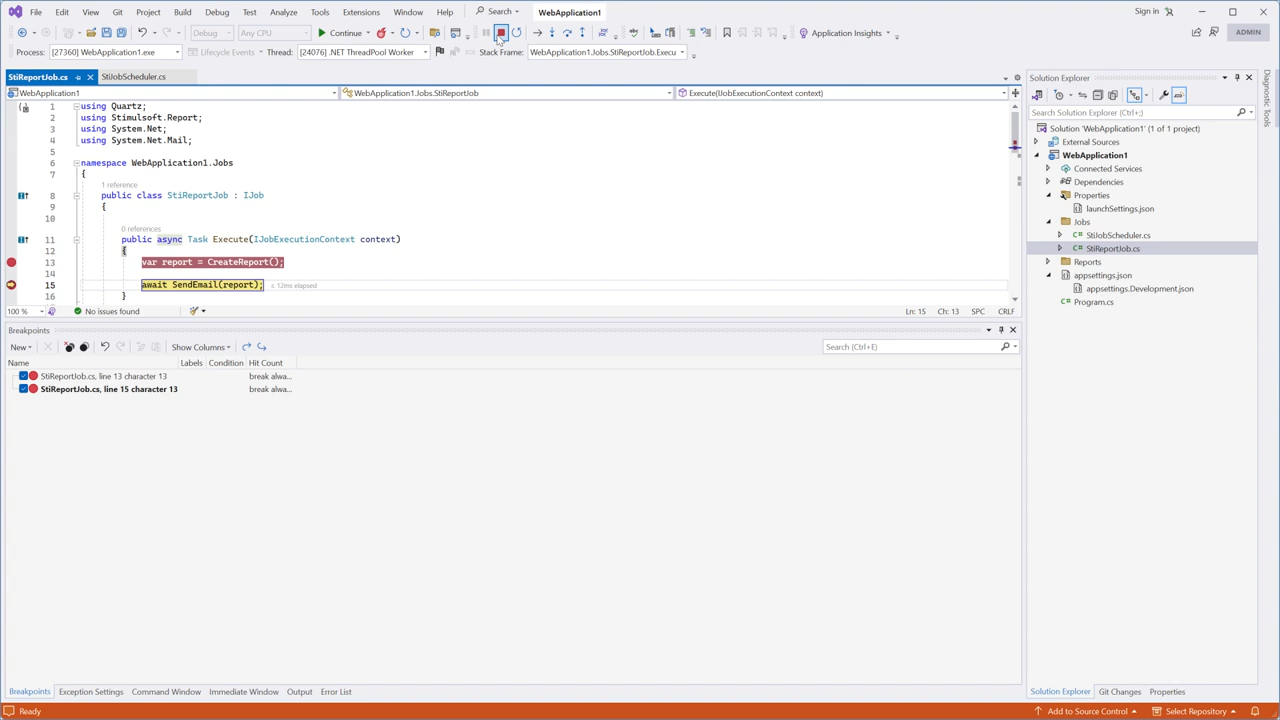 File Edit View Git Project Build Debug Test Analyze Tools Extensions Window Help Search WebApplication1 Sign in
Debug Any CPU Continue Application Insights ADMIN
Process: [27360] WebApplication1.exe Lifecycle Events Thread: [24076] .NET ThreadPool Worker Stack Frame: WebApplication1.Jobs.StiReportJob.Execu
StiReportJob.cs StiJobScheduler.cs
WebApplication1 WebApplication1.Jobs.StiReportJob Execute(IJobExecutionContext context)
1 using Quartz;
2 using Stimulsoft.Report;
3 using System.Net;
4 using System.Net.Mail;
5
6 namespace WebApplication1.Jobs
7 {
1 reference
8 public class StiReportJob : IJob
9 {
10
0 references
11 public async Task Execute(IJobExecutionContext context)
12 {
13 var report = CreateReport();
14
15 await SendEmail(report); ≤ 12ms elapsed
16 }
100 % No issues found Ln: 15 Ch: 13 SPC CRLF
Breakpoints
New Show Columns Search (Ctrl+E)
Name Labels Condition Hit Count
StiReportJob.cs, line 13 character 13 break alwa...
StiReportJob.cs, line 15 character 13 break alwa...
Breakpoints Exception Settings Command Window Immediate Window Output Error List
Solution Explorer
Search Solution Explorer (Ctrl+;)
Solution 'WebApplication1' (1 of 1 project)
External Sources
WebApplication1
Connected Services
Dependencies
Properties
launchSettings.json
Jobs
StiJobScheduler.cs
StiReportJob.cs
Reports
appsettings.json
appsettings.Development.json
Program.cs
Solution Explorer Git Changes Properties
Diagnostic Tools
Ready Add to Source Control Select Repository